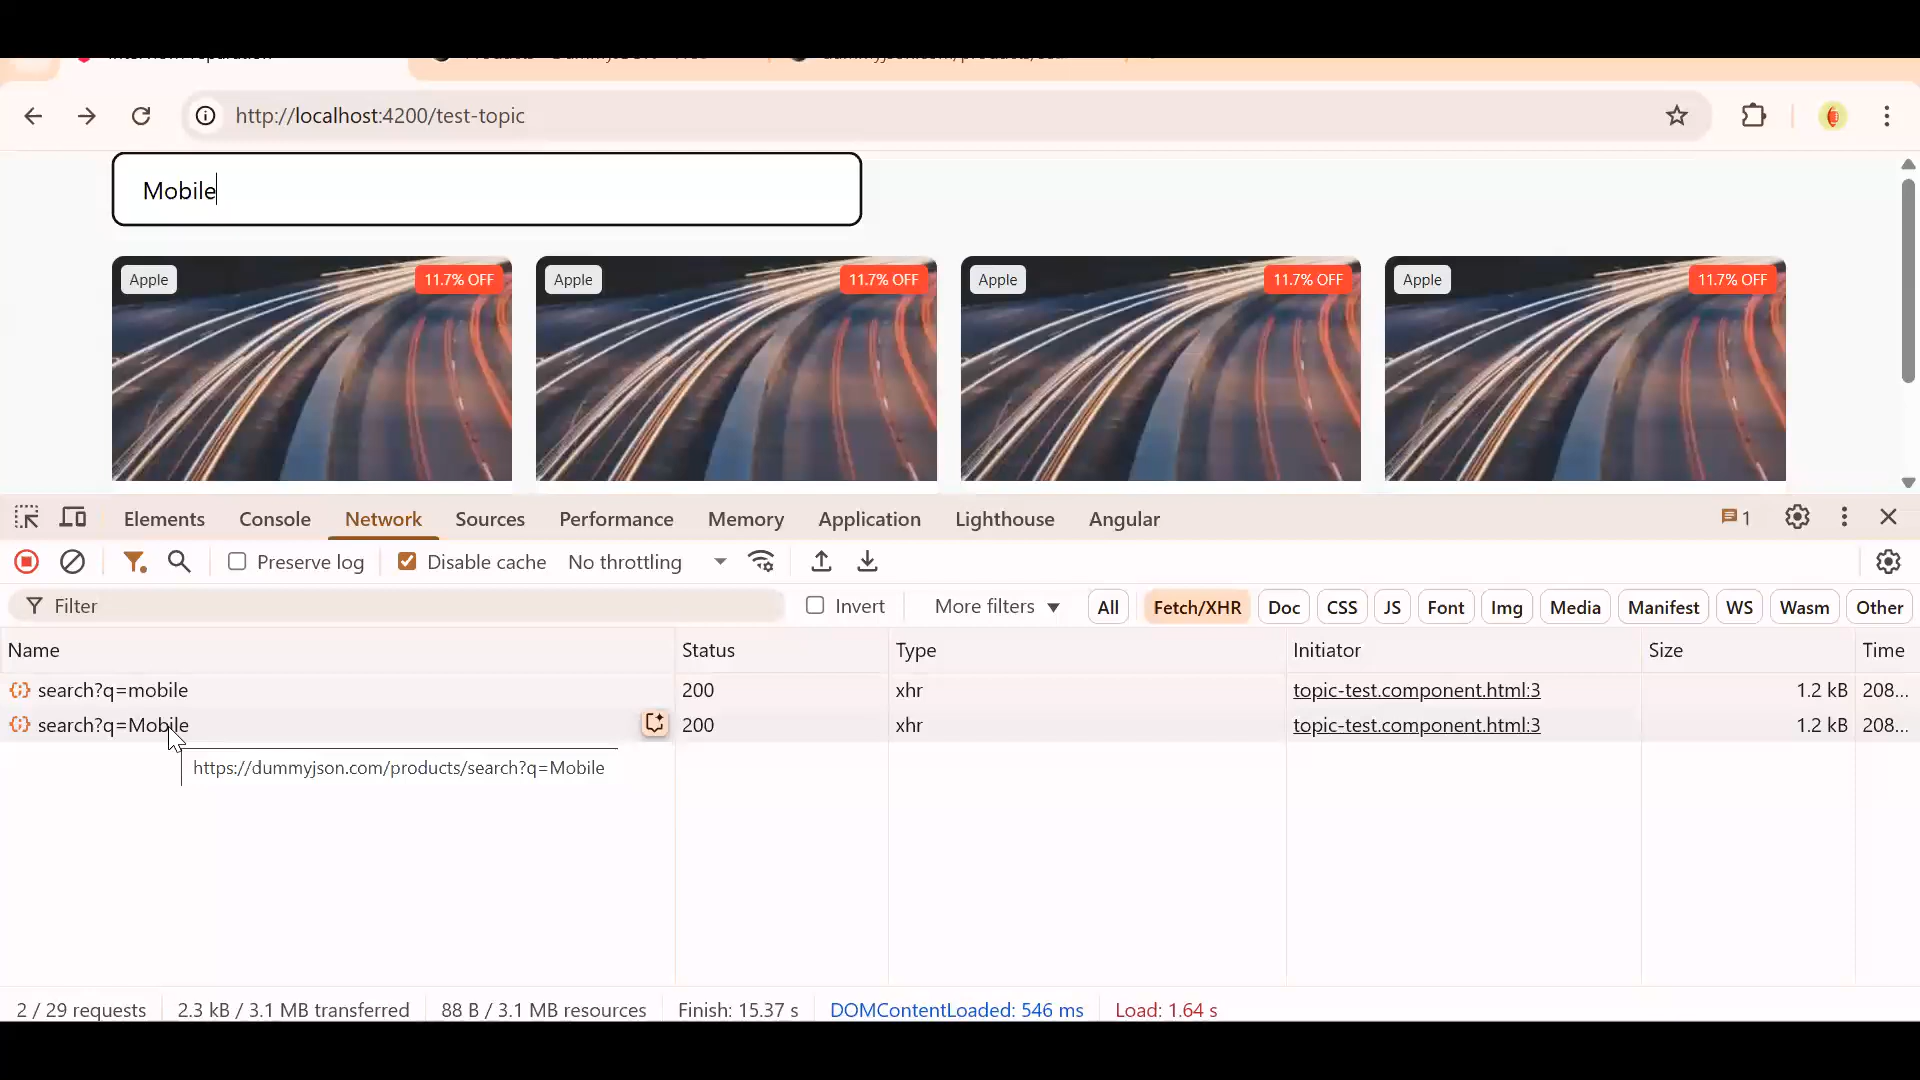 http://localhost:4200/test-topic
Mobile
Apple
11.7% OFF
Apple
11.7% OFF
Apple
11.7% OFF
Apple
11.7% OFF
Elements
Console
Network
Sources
Performance
Memory
Application
Lighthouse
Angular
1
Preserve log
Disable cache
No throttling
Filter
Invert
More filters
All
Fetch/XHR
Doc
CSS
JS
Font
Img
Media
Manifest
WS
Wasm
Other
Name
Status
Type
Initiator
Size
Time
search?q=mobile
200
xhr
topic-test.component.html:3
1.2 kB
208...
search?q=Mobile
200
xhr
topic-test.component.html:3
1.2 kB
208...
https://dummyjson.com/products/search?q=Mobile
2 / 29 requests
2.3 kB / 3.1 MB transferred
88 B / 3.1 MB resources
Finish: 15.37 s
DOMContentLoaded: 546 ms
Load: 1.64 s